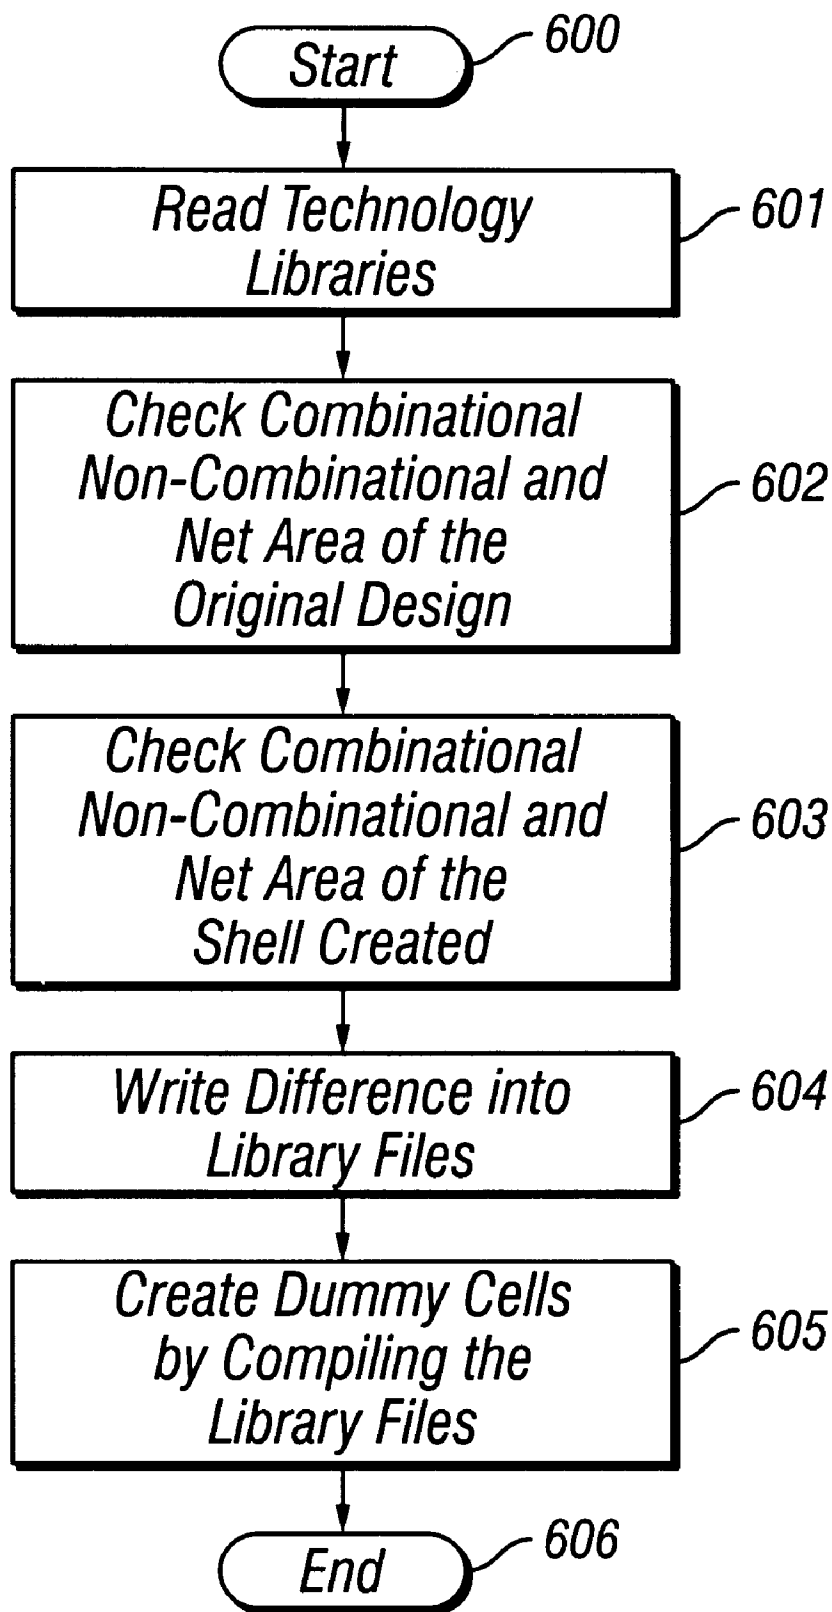 Start
600
Read Technology
Libraries
601
Check Combinational
Non-Combinational and
Net Area of the
Original Design
602
Check Combinational
Non-Combinational and
Net Area of the
Shell Created
603
Write Difference into
Library Files
604
Create Dummy Cells
by Compiling the
Library Files
605
End
606